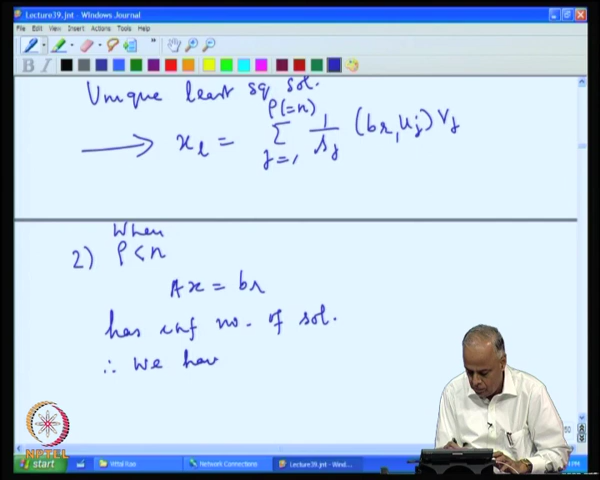 Lecture39.jnt - Windows Journal
File Edit View Insert Actions Tools Help
Unique least sq sol.
x_l = ∑_{j=1}^{ρ(=n)} 1/s_j (b_r, u_j) v_j
When
2) ρ < n
Ax = b_r
has inf no. of sol.
∴ we hav
NPTEL
start Vittal Rao Network Connections Lecture39.jnt - Wind...